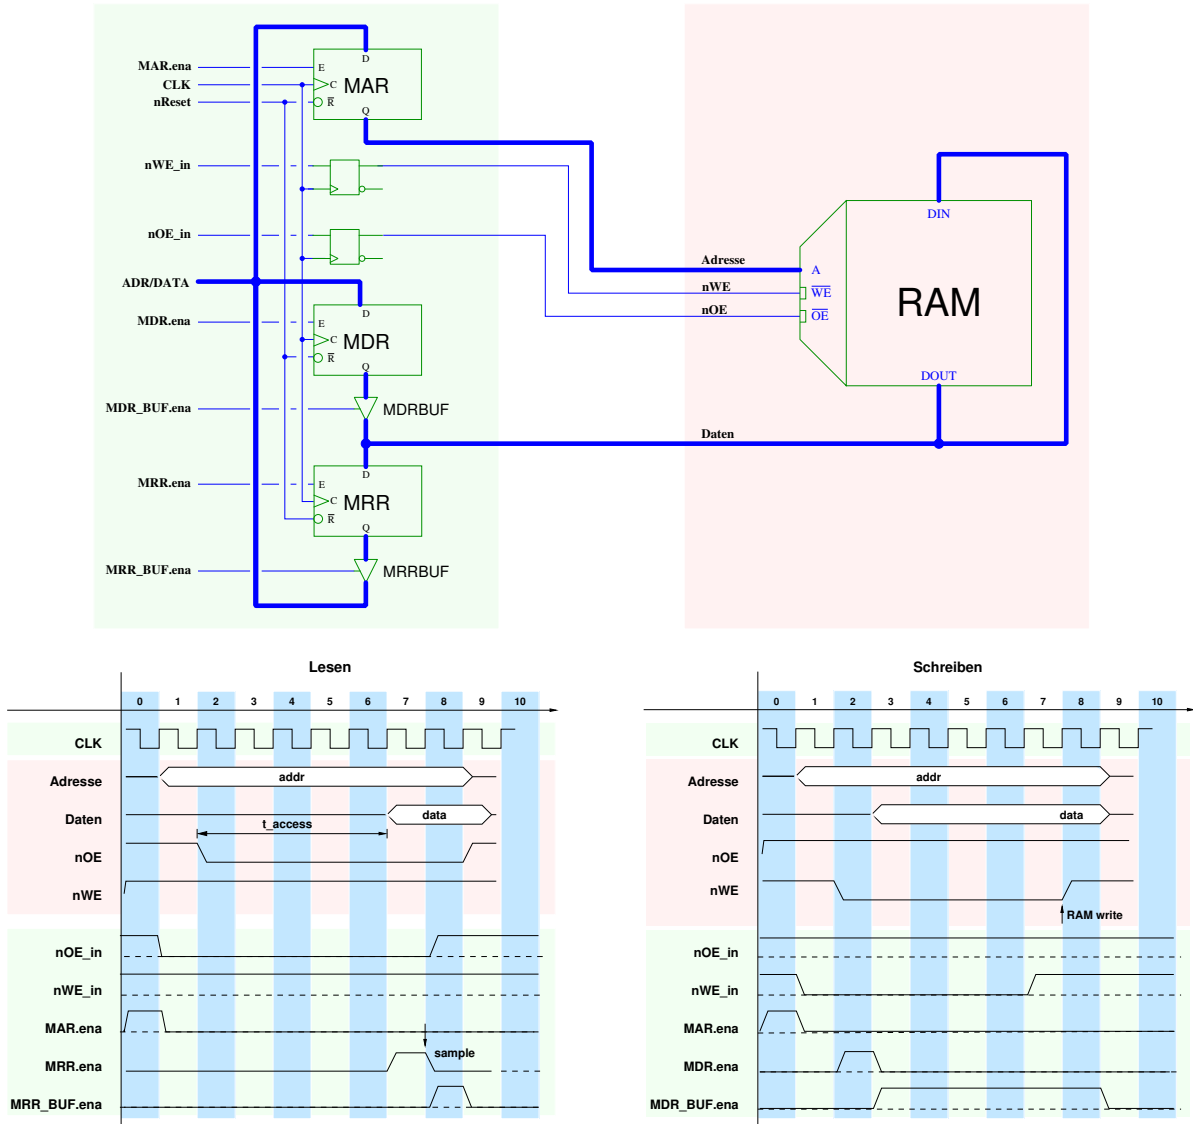 MAR.ena
CLK
nReset
D
E
C
R
Q
MAR
nWE_in
nOE_in
ADR/DATA
MDR.ena
D
E
C
R
Q
MDR
MDR_BUF.ena
MDRBUF
MRR.ena
D
E
C
R
Q
MRR
MRR_BUF.ena
MRRBUF
Adresse
nWE
nOE
Daten
DIN
A
WE
OE
RAM
DOUT
Lesen
0 1 2 3 4 5 6 7 8 9 10
CLK
Adresse
addr
Daten
data
t_access
nOE
nWE
nOE_in
nWE_in
MAR.ena
sample
MRR.ena
MRR_BUF.ena
Schreiben
0 1 2 3 4 5 6 7 8 9 10
CLK
Adresse
addr
Daten
data
nOE
nWE
RAM write
nOE_in
nWE_in
MAR.ena
MDR.ena
MDR_BUF.ena